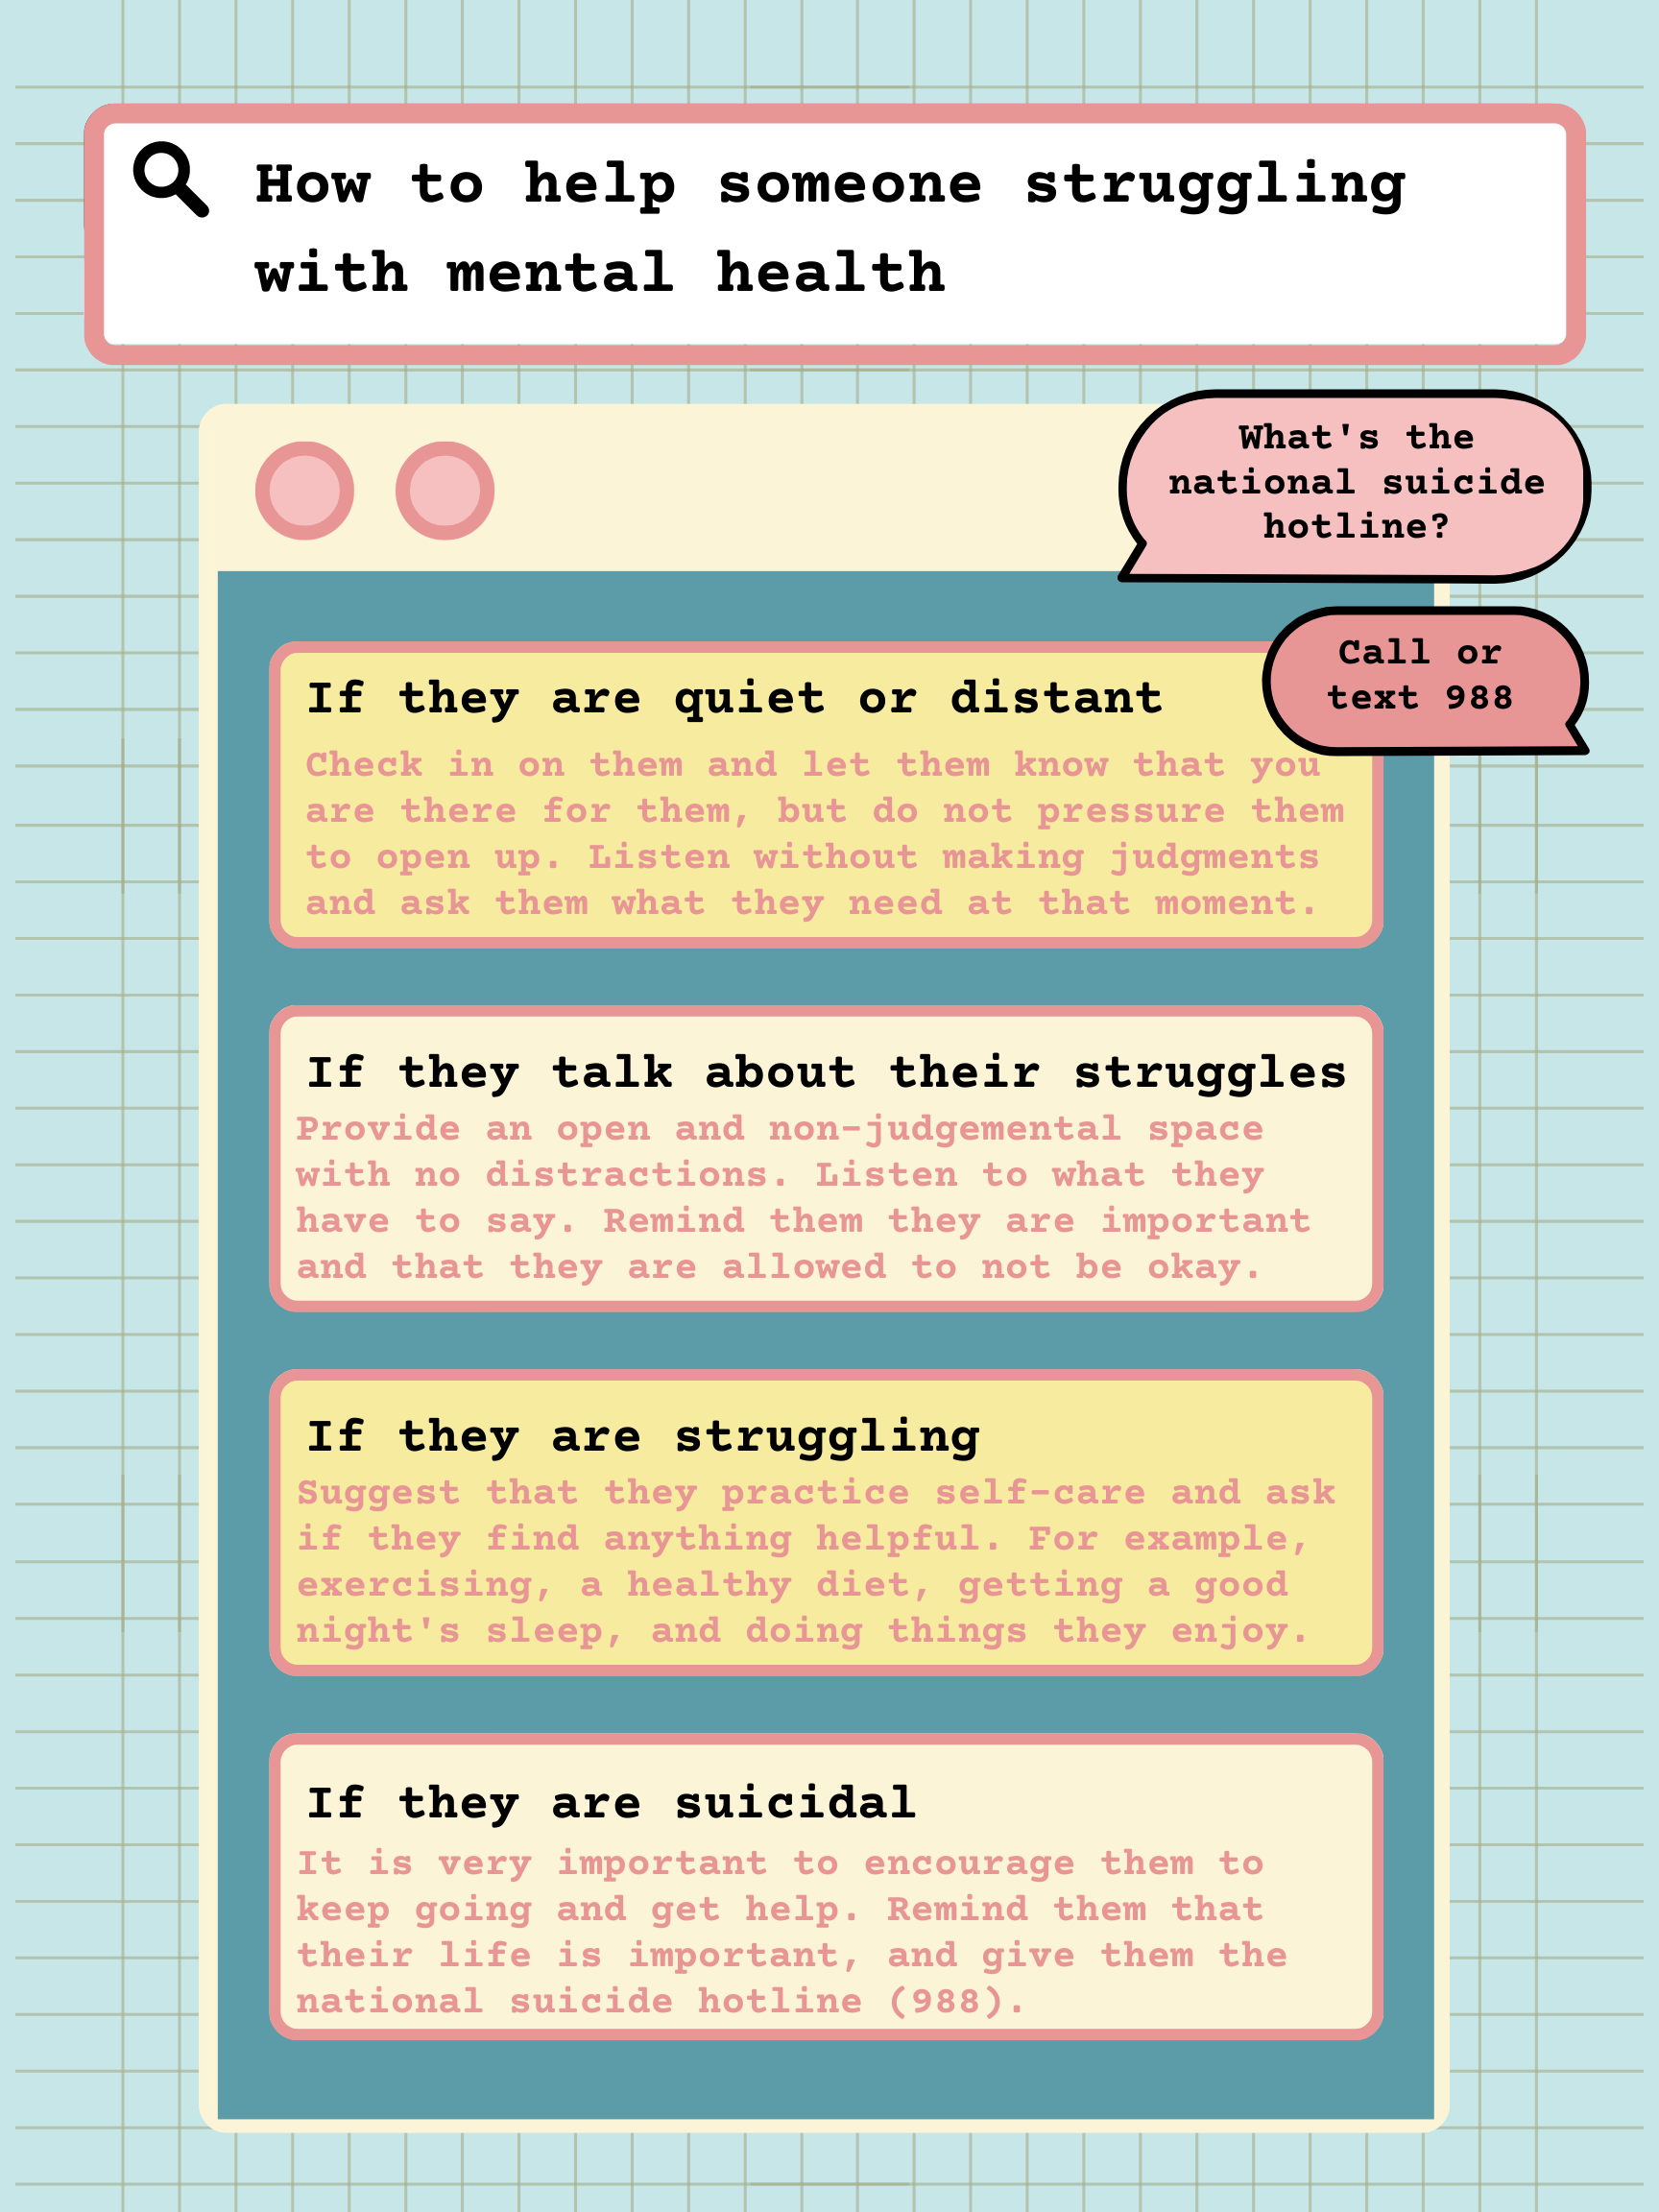 How to help someone struggling
with mental health
What's the
national suicide
hotline?
Call or
text 988
If they are quiet or distant
Check in on them and let them know that you
are there for them, but do not pressure them
to open up. Listen without making judgments
and ask them what they need at that moment.
If they talk about their struggles
Provide an open and non-judgemental space
with no distractions. Listen to what they
have to say. Remind them they are important
and that they are allowed to not be okay.
If they are struggling
Suggest that they practice self-care and ask
if they find anything helpful. For example,
exercising, a healthy diet, getting a good
night's sleep, and doing things they enjoy.
If they are suicidal
It is very important to encourage them to
keep going and get help. Remind them that
their life is important, and give them the
national suicide hotline (988).